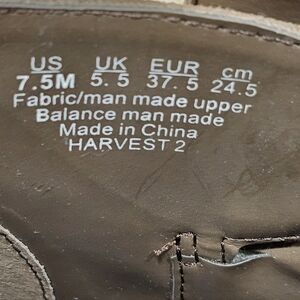 US UK EUR cm
7.5M 5.5 37.5 24.5
Fabric/man made upper
Balance man made
Made in China
HARVEST 2